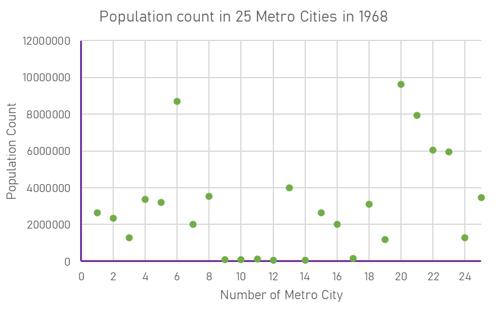 Population count in 25 Metro Cities in 1968
12000000
10000000
8000000
6000000
4000000
2000000
0
Population Count
0 2 4 6 8 10 12 14 16 18 20 22 24
Number of Metro City